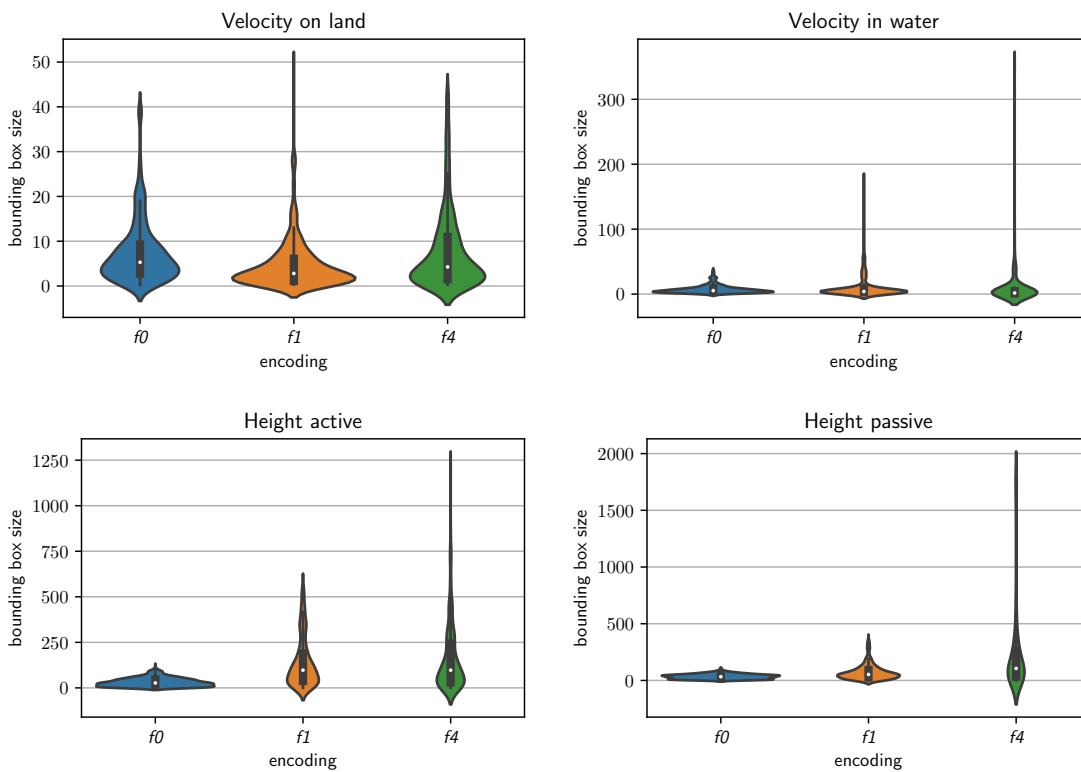 Velocity on land
bounding box size
50
40
30
20
10
0
f0 f1 f4
encoding
Velocity in water
bounding box size
300
200
100
0
f0 f1 f4
encoding
Height active
bounding box size
1250
1000
750
500
250
0
f0 f1 f4
encoding
Height passive
bounding box size
2000
1500
1000
500
0
f0 f1 f4
encoding